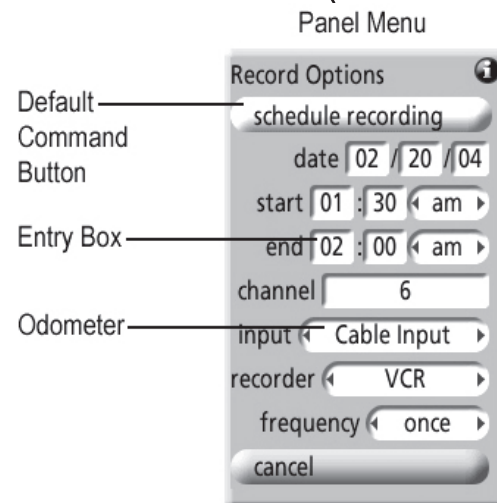 Panel Menu
Record Options i
Default
Command
Button
schedule recording
date 02 / 20 / 04
start 01 : 30 am
Entry Box
end 02 : 00 am
channel 6
Odometer
input Cable Input
recorder VCR
frequency once
cancel